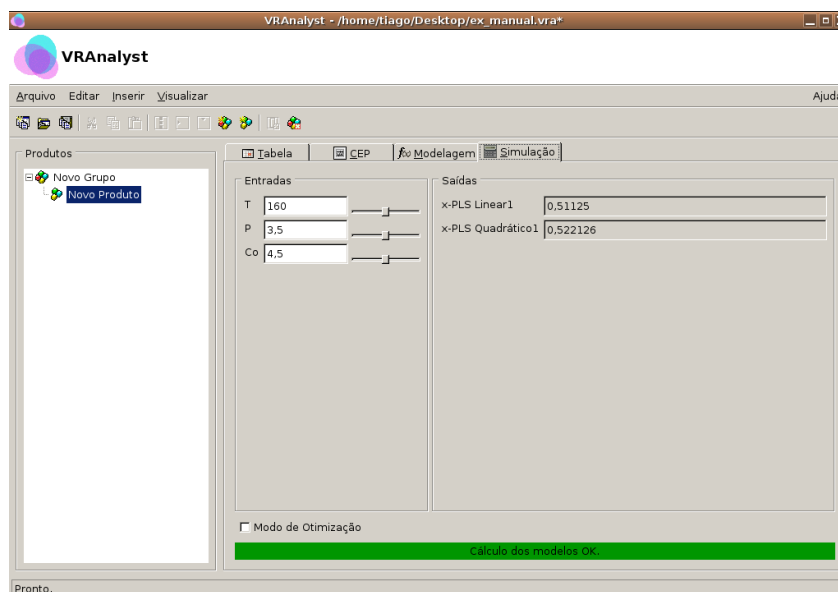 VRAnalyst - /home/tiago/Desktop/ex_manual.vra*
VRAnalyst
Arquivo Editar Inserir Visualizar Ajuda
Produtos
Novo Grupo
Novo Produto
Tabela CEP f(x) Modelagem Simulação
Entradas
T 160
P 3,5
Co 4,5
Saídas
x-PLS Linear1 0,51125
x-PLS Quadrático1 0,522126
Modo de Otimização
Cálculo dos modelos OK.
Pronto.